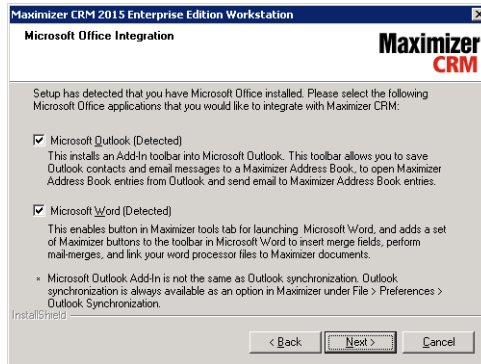 Maximizer CRM 2015 Enterprise Edition Workstation
Microsoft Office Integration
Maximizer
CRM
Setup has detected that you have Microsoft Office installed. Please select the following
Microsoft Office applications that you would like to integrate with Maximizer CRM:
Microsoft Outlook (Detected)
This installs an Add-In toolbar into Microsoft Outlook. This toolbar allows you to save
Outlook contacts and email messages to a Maximizer Address Book, to open Maximizer
Address Book entries from Outlook and send email to Maximizer Address Book entries.
Microsoft Word (Detected)
This enables button in Maximizer tools tab for launching Microsoft Word, and adds a set
of Maximizer buttons to the toolbar in Microsoft Word to insert merge fields, perform
mail-merges, and link your word processor files to Maximizer documents.
Microsoft Outlook Add-In is not the same as Outlook synchronization. Outlook
synchronization is always available as an option in Maximizer under File > Preferences >
Outlook Synchronization.
InstallShield
< Back Next > Cancel